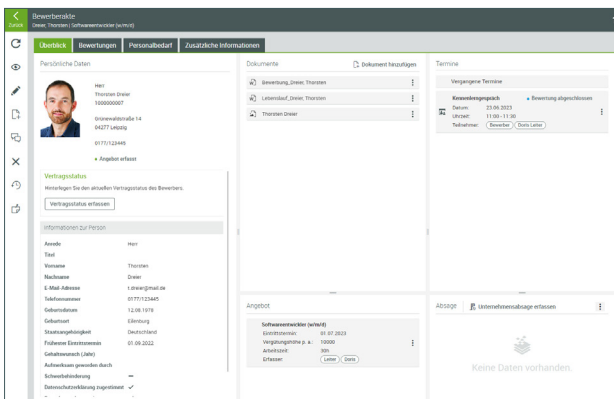 Zurück
Bewerberakte
Dreier, Thorsten | Softwareentwickler (w/m/d)
Überblick
Bewertungen
Personalbedarf
Zusätzliche Informationen
Persönliche Daten
Herr
Thorsten Dreier
1000000007
Grünewaldstraße 14
04277 Leipzig
0177/123445
Angebot erfasst
Vertragsstatus
Hinterlegen Sie den aktuellen Vertragsstatus des Bewerbers.
Vertragsstatus erfassen
Informationen zur Person
Anrede Herr
Titel
Vorname Thorsten
Nachname Dreier
E-Mail-Adresse t.dreier@mail.de
Telefonnummer 0177/123445
Geburtsdatum 12.08.1978
Geburtsort Eilenburg
Staatsangehörigkeit Deutschland
Frühester Eintrittstermin 01.09.2022
Gehaltswunsch (Jahr)
Aufmerksam geworden durch
Schwerbehinderung
Datenschutzerklärung zugestimmt
Dokumente
Dokument hinzufügen
Bewerbung_Dreier, Thorsten
Lebenslauf_Dreier, Thorsten
Thorsten Dreier
Termine
Vergangene Termine
Kennenlerngespräch Bewertung abgeschlossen
Datum: 23.06.2023
Uhrzeit: 11:00 - 11:30
Teilnehmer: Bewerber Doris Leiter
Angebot
Softwareentwickler (w/m/d)
Eintrittstermin: 01.07.2023
Vergütungshöhe p. a.: 10000
Arbeitszeit: 30h
Erfasser: Leiter Doris
Absage
Unternehmensabsage erfassen
Keine Daten vorhanden.